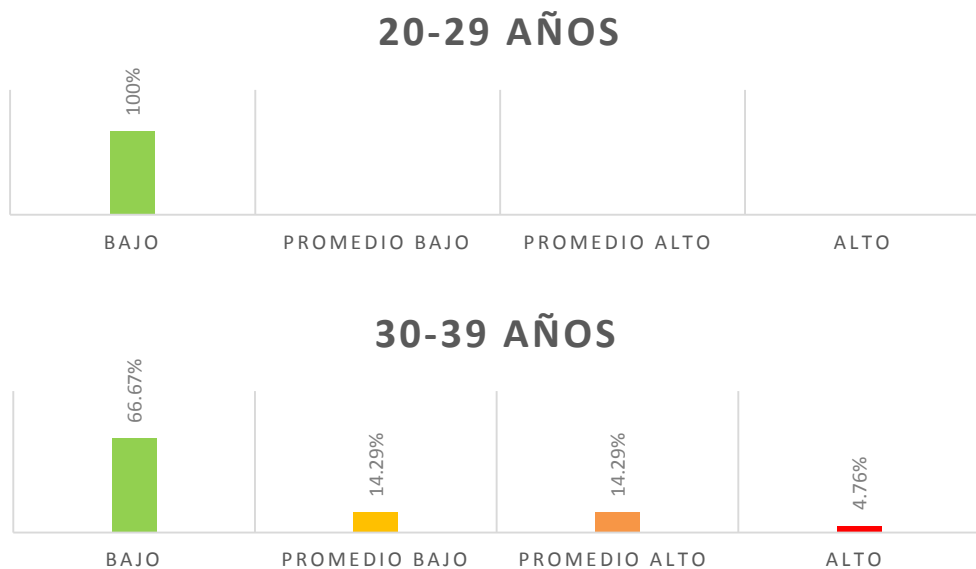 20-29 AÑOS
100%
BAJO PROMEDIO BAJO PROMEDIO ALTO ALTO
30-39 AÑOS
66.67% 14.29% 14.29% 4.76%
BAJO PROMEDIO BAJO PROMEDIO ALTO ALTO